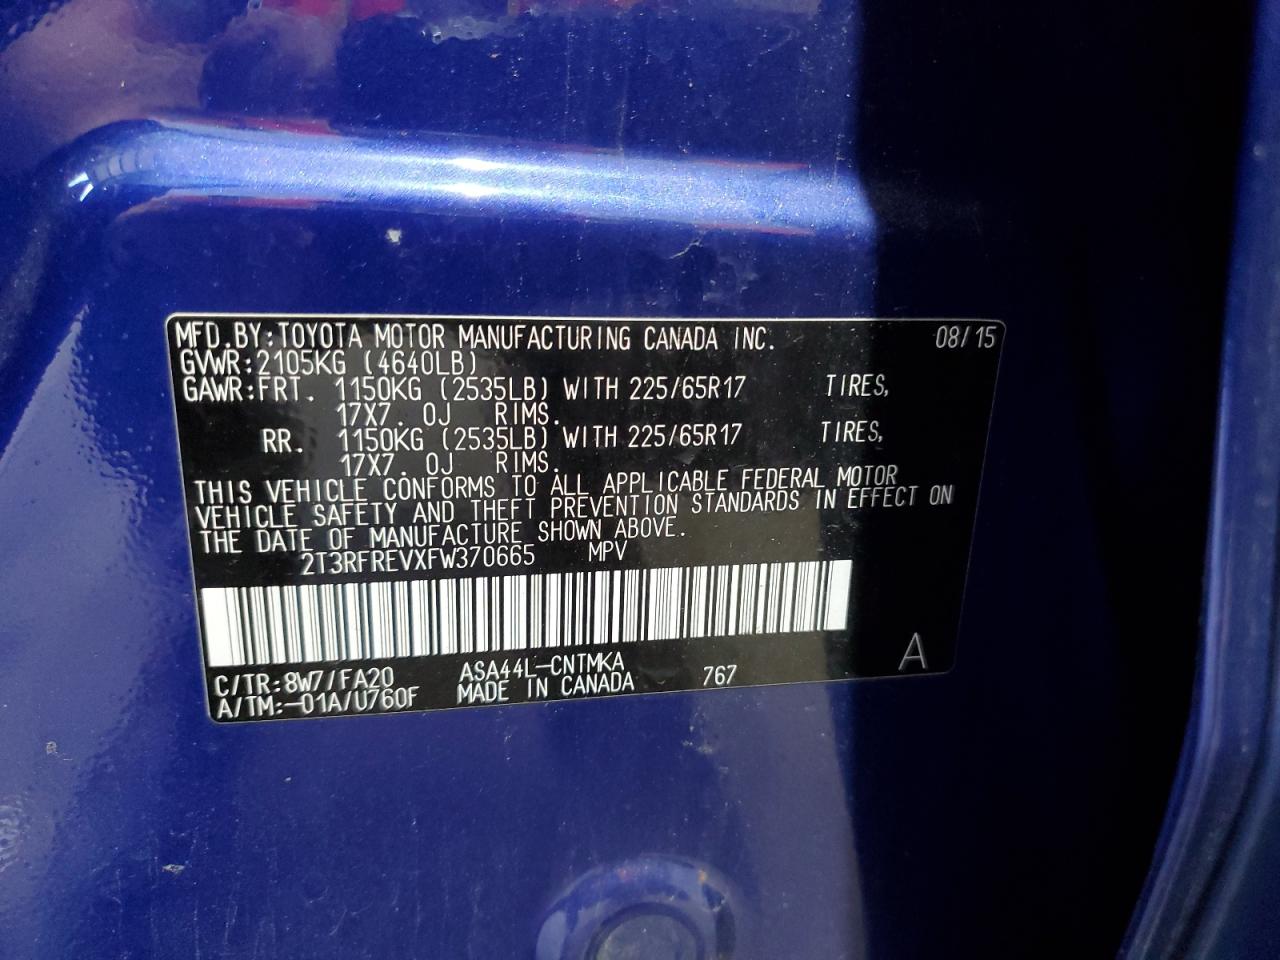 MFD.BY:TOYOTA MOTOR MANUFACTURING CANADA INC. 08/15
GVWR:2105KG (4640LB)
GAWR:FRT. 1150KG (2535LB) WITH 225/65R17 TIRES,
17X7.0J RIMS.
RR. 1150KG (2535LB) WITH 225/65R17 TIRES,
17X7.0J RIMS.
THIS VEHICLE CONFORMS TO ALL APPLICABLE FEDERAL MOTOR
VEHICLE SAFETY AND THEFT PREVENTION STANDARDS IN EFFECT ON
THE DATE OF MANUFACTURE SHOWN ABOVE.
2T3RFREVXFW370665 MPV
C/TR:8W7/FA20 ASA44L-CNTMKA 767 A
A/TM:-01A/U760F MADE IN CANADA